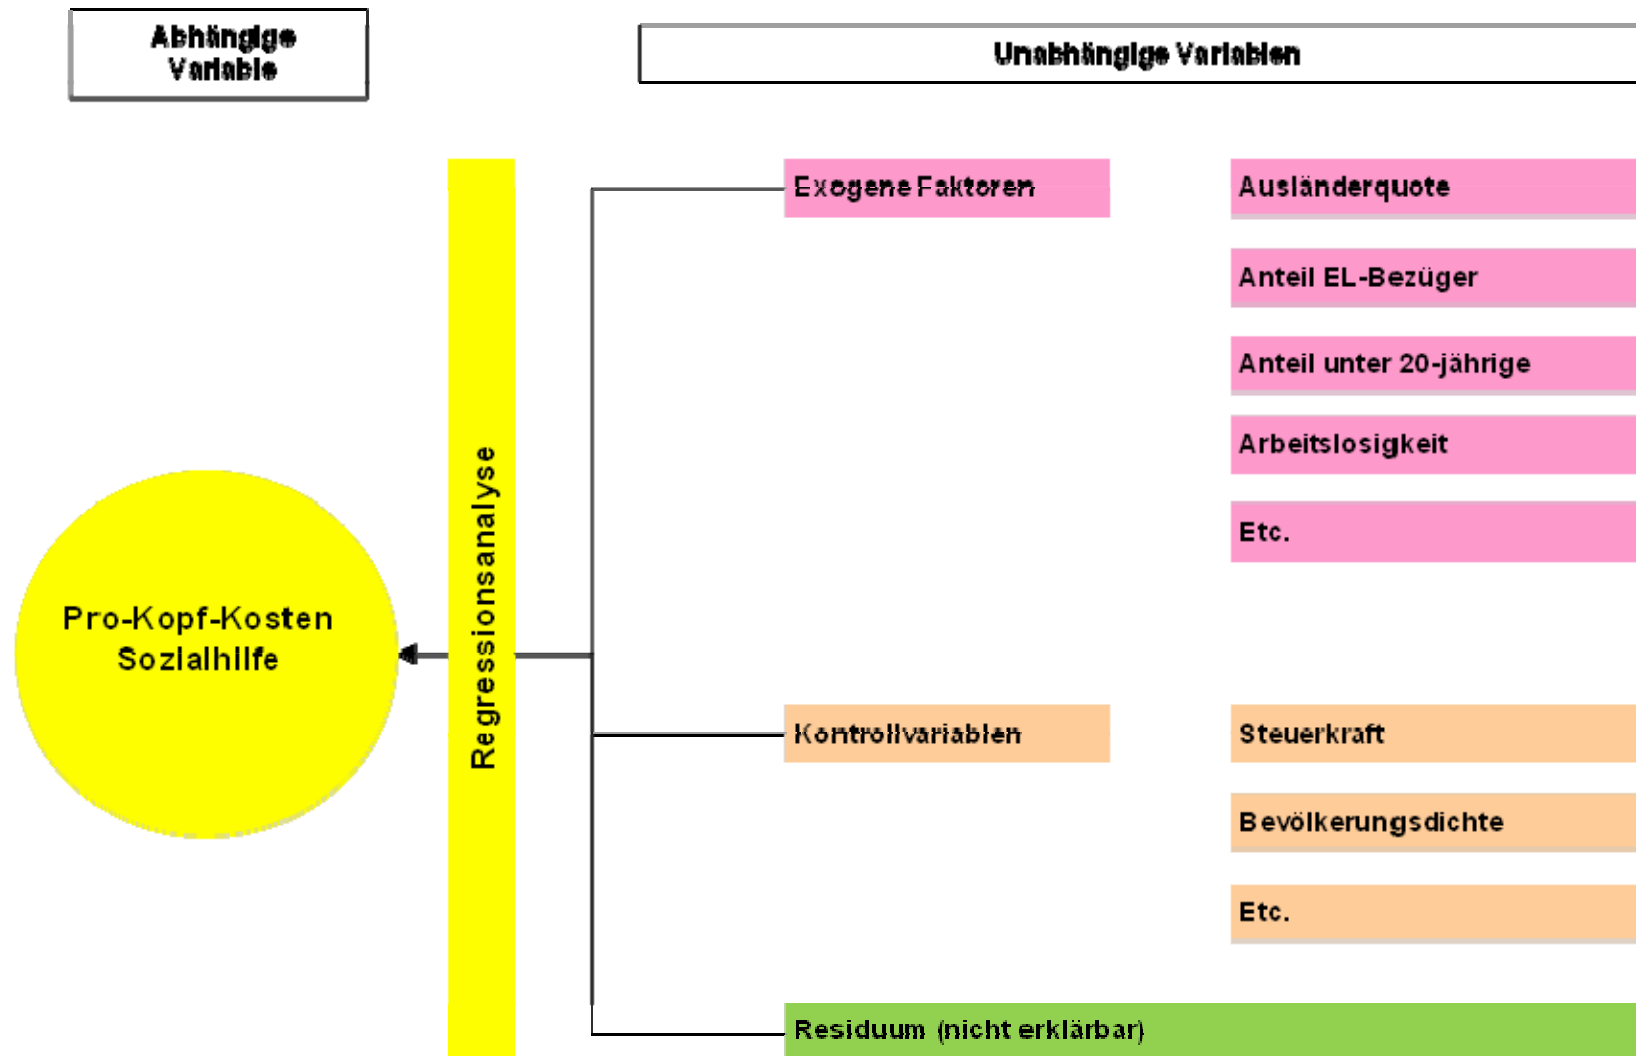 Abhängige
Variable
Unabhängige Variablen
Exogene Faktoren
Ausländerquote
Anteil EL-Bezüger
Anteil unter 20-jährige
Arbeitslosigkeit
Etc.
Regressionsanalyse
Pro-Kopf-Kosten
Sozialhilfe
Kontrollvariablen
Steuerkraft
Bevölkerungsdichte
Etc.
Residuum (nicht erklärbar)